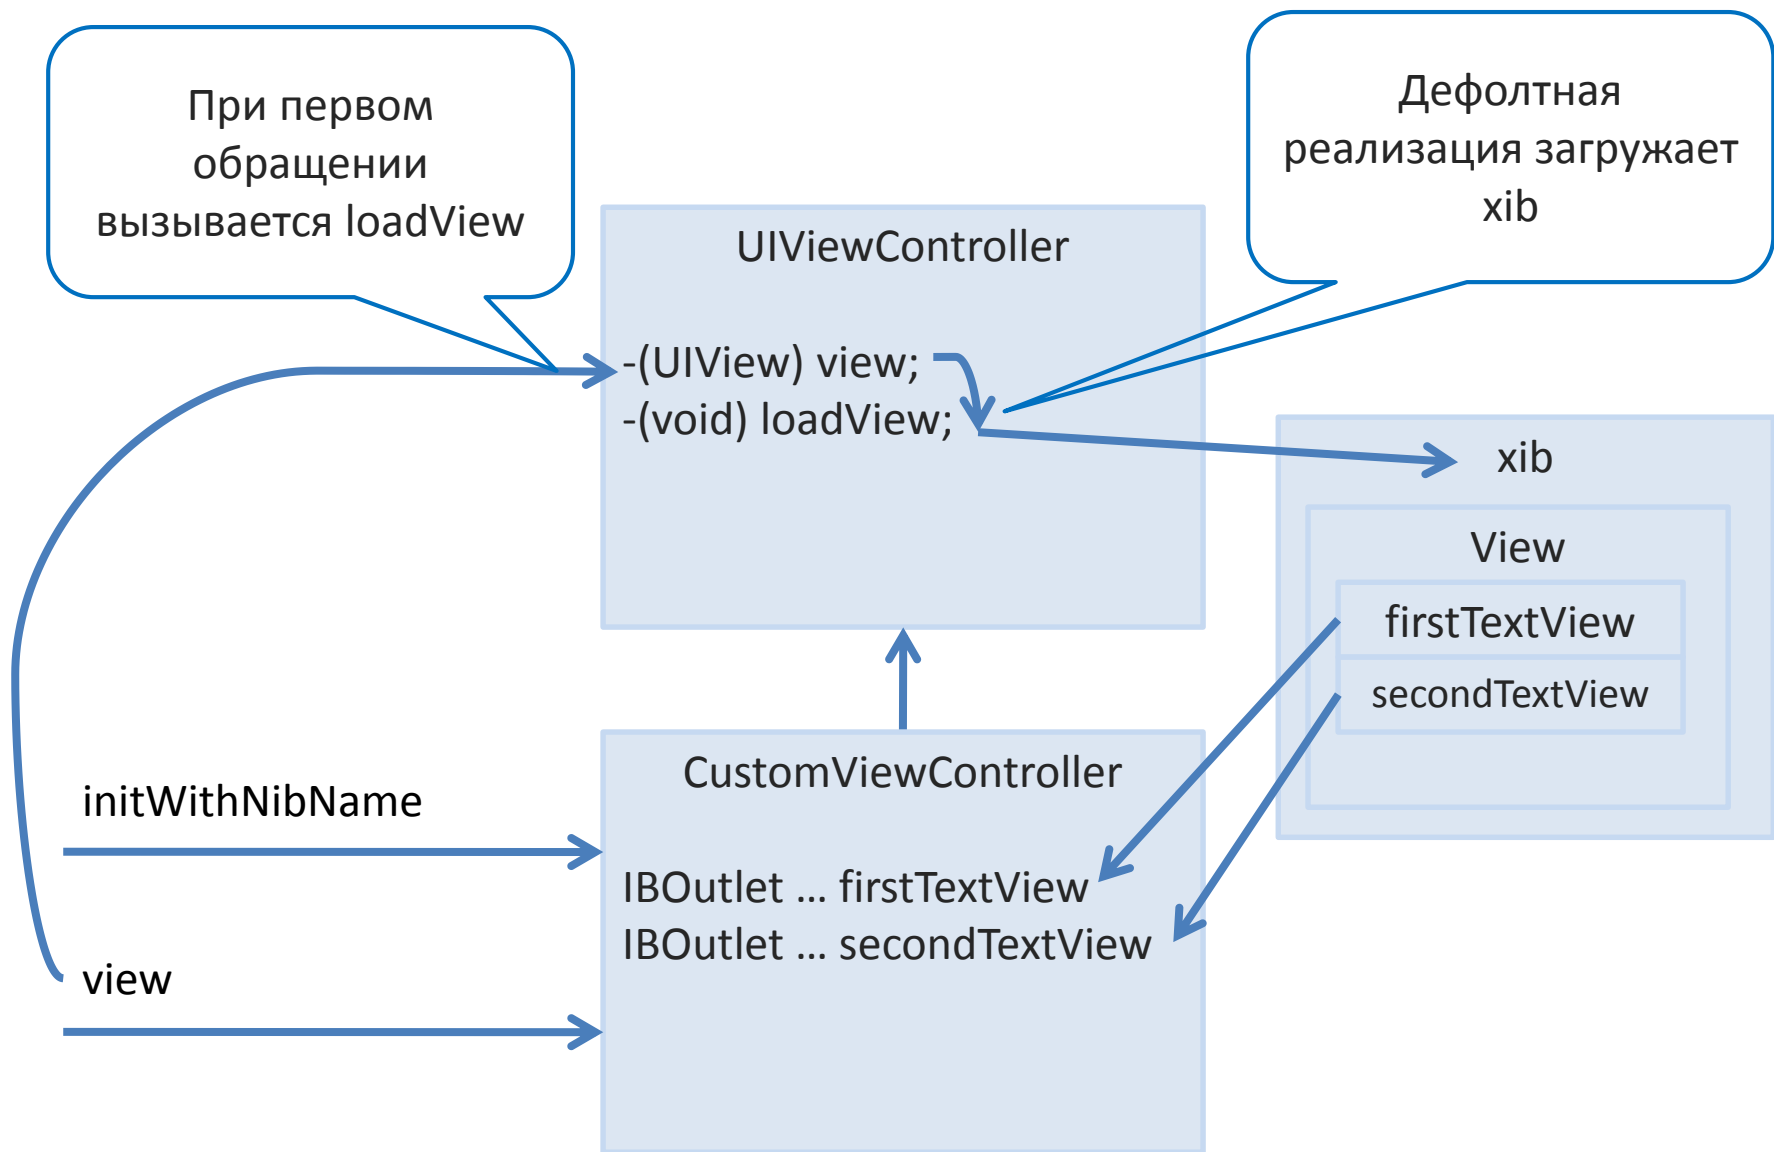 При первом
обращении
вызывается loadView
Дефолтная
реализация загружает
xib
UIViewController
-(UIView) view;
-(void) loadView;
xib
View
firstTextView
secondTextView
CustomViewController
initWithNibName
IBOutlet … firstTextView
IBOutlet … secondTextView
view